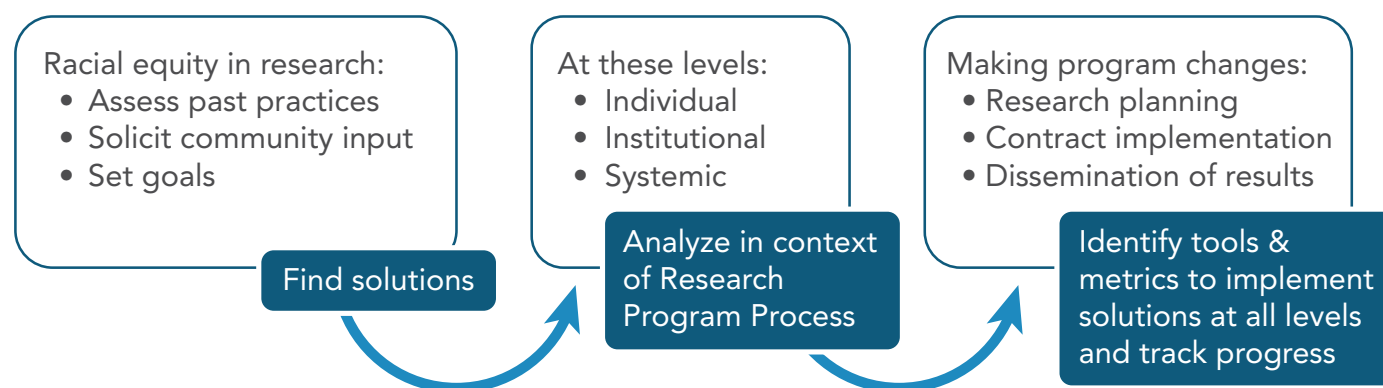 Racial equity in research:
• Assess past practices
• Solicit community input
• Set goals
Find solutions
At these levels:
• Individual
• Institutional
• Systemic
Analyze in context
of Research
Program Process
Making program changes:
• Research planning
• Contract implementation
• Dissemination of results
Identify tools &
metrics to implement
solutions at all levels
and track progress